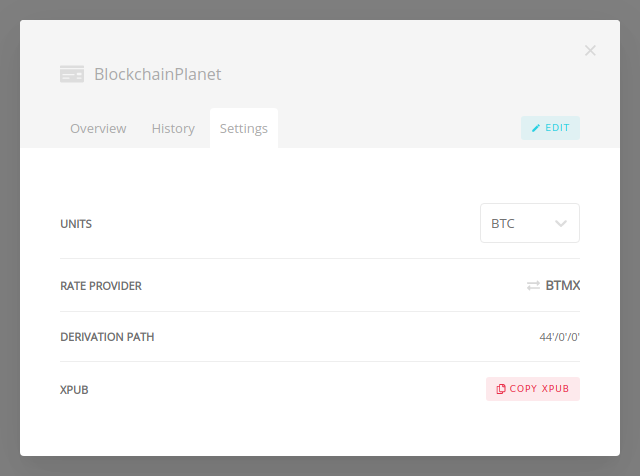 BlockchainPlanet
Overview History Settings EDIT
UNITS BTC
RATE PROVIDER BTMX
DERIVATION PATH 44'/0'/0'
XPUB COPY XPUB